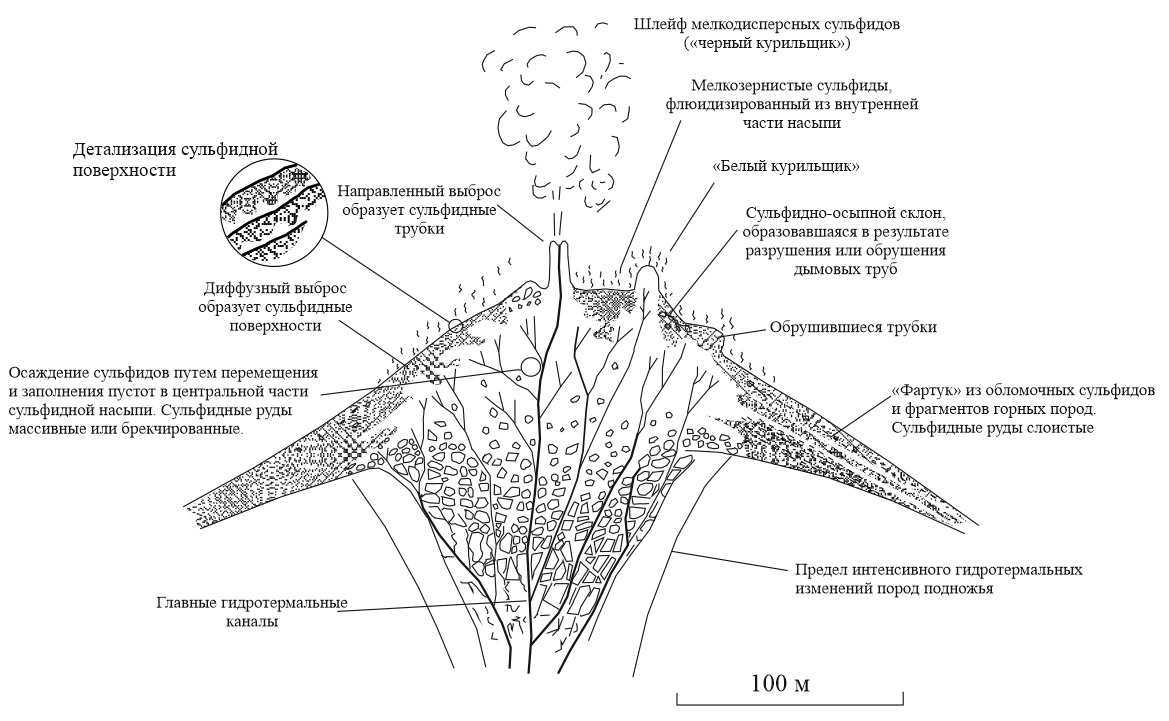 Шлейф мелкодисперсных сульфидов
(«черный курильщик»)
Мелкозернистые сульфиды,
флюидизированный из внутренней
части насыпи
Детализация сульфидной
поверхности
«Белый курильщик»
Направленный выброс
образует сульфидные
трубки
Сульфидно-осыпной склон,
образовавшаяся в результате
разрушения или обрушения
дымовых труб
Диффузный выброс
образует сульфидные
поверхности
Обрушившиеся трубки
Осаждение сульфидов путем перемещения
и заполнения пустот в центральной части
сульфидной насыпи. Сульфидные руды
массивные или брекчированные.
«Фартук» из обломочных сульфидов
и фрагментов горных пород.
Сульфидные руды слоистые
Предел интенсивного гидротермальных
изменений пород подножья
Главные гидротермальные
каналы
100 м